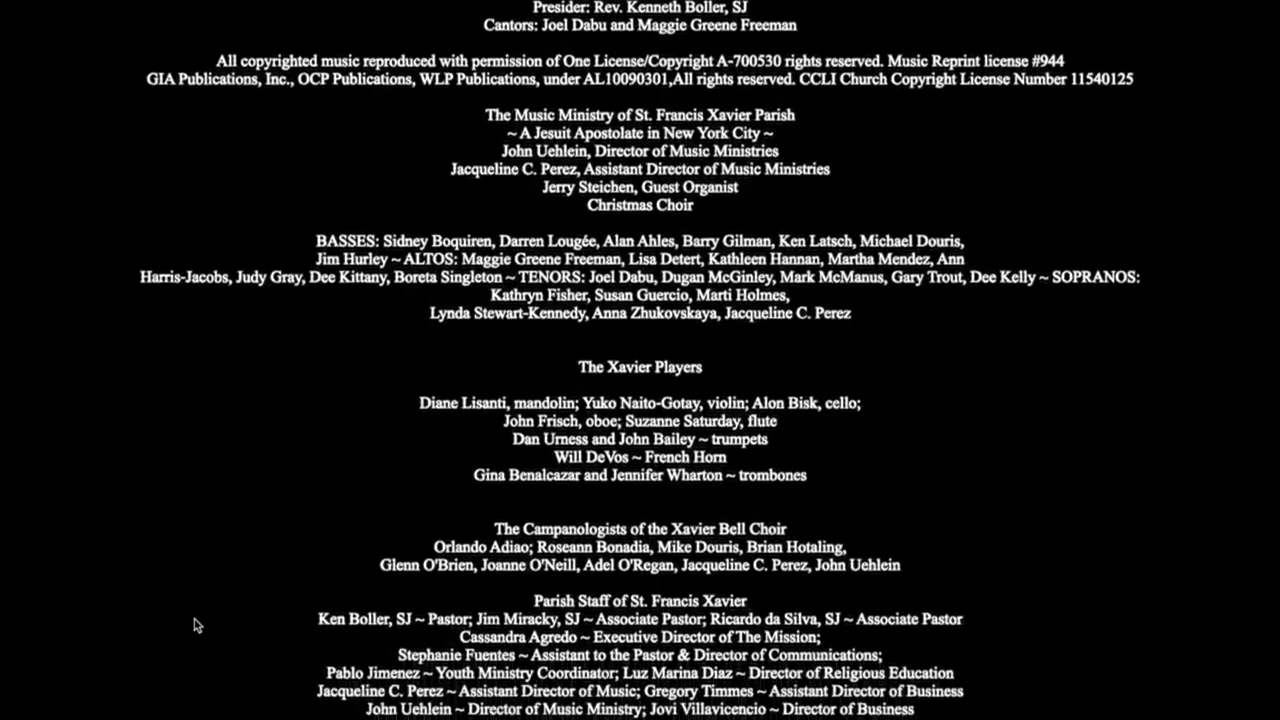 Presider: Rev. Kenneth Boller, SJ
Cantors: Joel Dabu and Maggie Greene Freeman
All copyrighted music reproduced with permission of One License/Copyright A-700530 rights reserved. Music Reprint license #944
GIA Publications, Inc., OCP Publications, WLP Publications, under AL10090301,All rights reserved. CCLI Church Copyright License Number 11540125
The Music Ministry of St. Francis Xavier Parish
~ A Jesuit Apostolate in New York City ~
John Uehlein, Director of Music Ministries
Jacqueline C. Perez, Assistant Director of Music Ministries
Jerry Steichen, Guest Organist
Christmas Choir
BASSES: Sidney Boquiren, Darren Lougée, Alan Ahles, Barry Gilman, Ken Latsch, Michael Douris,
Jim Hurley ~ ALTOS: Maggie Greene Freeman, Lisa Detert, Kathleen Hannan, Martha Mendez, Ann
Harris-Jacobs, Judy Gray, Dee Kittany, Boreta Singleton ~ TENORS: Joel Dabu, Dugan McGinley, Mark McManus, Gary Trout, Dee Kelly ~ SOPRANOS:
Kathryn Fisher, Susan Guercio, Marti Holmes,
Lynda Stewart-Kennedy, Anna Zhukovskaya, Jacqueline C. Perez
The Xavier Players
Diane Lisanti, mandolin; Yuko Naito-Gotay, violin; Alon Bisk, cello;
John Frisch, oboe; Suzanne Saturday, flute
Dan Urness and John Bailey ~ trumpets
Will DeVos ~ French Horn
Gina Benalcazar and Jennifer Wharton ~ trombones
The Campanologists of the Xavier Bell Choir
Orlando Adiao; Roseann Bonadia, Mike Douris, Brian Hotaling,
Glenn O'Brien, Joanne O'Neill, Adel O'Regan, Jacqueline C. Perez, John Uehlein
Parish Staff of St. Francis Xavier
Ken Boller, SJ ~ Pastor; Jim Miracky, SJ ~ Associate Pastor; Ricardo da Silva, SJ ~ Associate Pastor
Cassandra Agredo ~ Executive Director of The Mission;
Stephanie Fuentes ~ Assistant to the Pastor & Director of Communications;
Pablo Jimenez ~ Youth Ministry Coordinator; Luz Marina Diaz ~ Director of Religious Education
Jacqueline C. Perez ~ Assistant Director of Music; Gregory Timmes ~ Assistant Director of Business
John Uehlein ~ Director of Music Ministry; Jovi Villavicencio ~ Director of Business